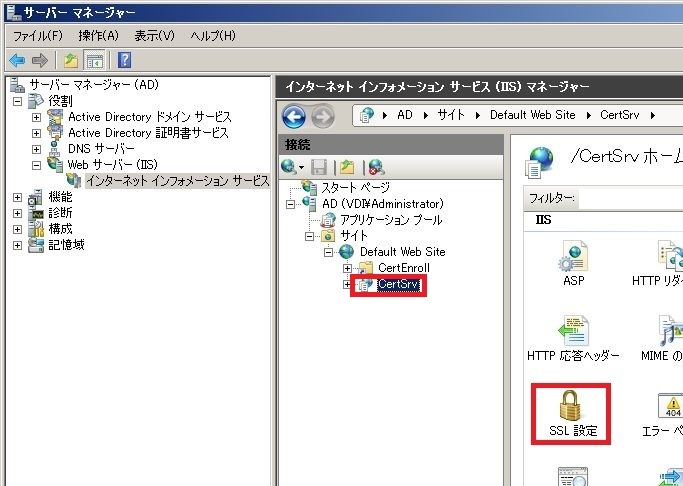 サーバー マネージャー
ファイル(F) 操作(A) 表示(V) ヘルプ(H)
サーバー マネージャー (AD)
役割
Active Directory ドメイン サービス
Active Directory 証明書サービス
DNS サーバー
Web サーバー (IIS)
インターネット インフォメーション サービス
機能
診断
構成
記憶域
インターネット インフォメーション サービス (IIS) マネージャー
AD サイト Default Web Site CertSrv
接続
スタート ページ
AD (VDI¥Administrator)
アプリケーション プール
サイト
Default Web Site
CertEnroll
CertSrv
/CertSrv ホーム
フィルター:
IIS
ASP
HTTP リダイ
HTTP 応答ヘッダー
MIME の
SSL 設定
404
エラー ペ